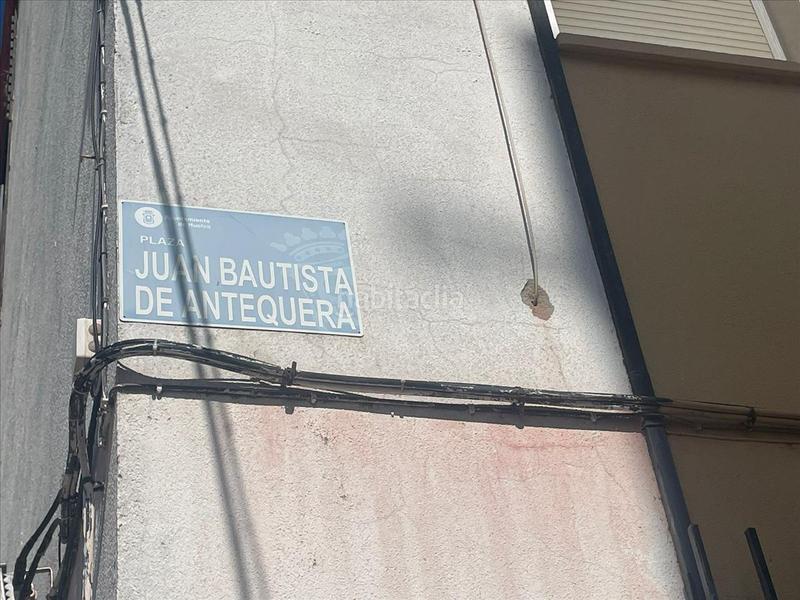 Ayuntamiento
de Huelva
PLAZA
JUAN BAUTISTA
DE ANTEQUERA
habitaclia